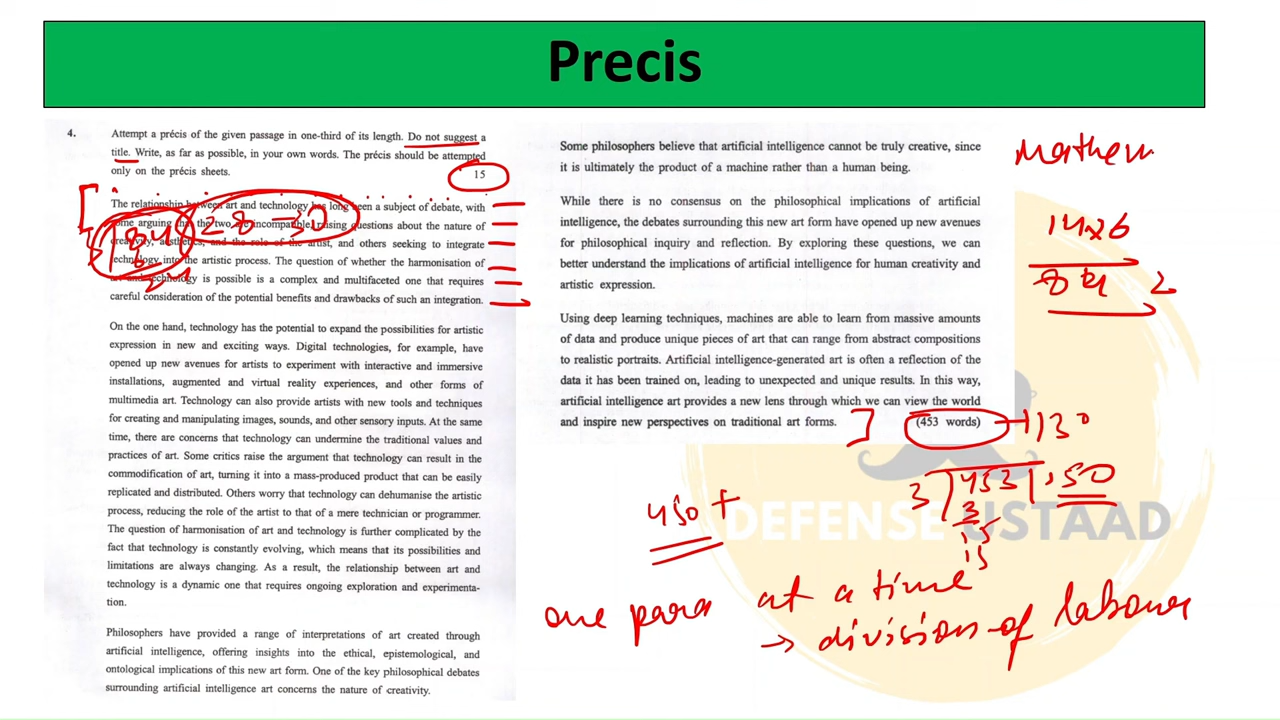 Precis
4. Attempt a précis of the given passage in one-third of its length. Do not suggest a
title. Write, as far as possible, in your own words. The précis should be attempted
only on the précis sheets. 15
The relationship between art and technology has long been a subject of debate, with
some arguing that the two are incompatible, raising questions about the nature of
creativity, aesthetics, and the role of the artist, and others seeking to integrate
technology into the artistic process. The question of whether the harmonisation of
art and technology is possible is a complex and multifaceted one that requires
careful consideration of the potential benefits and drawbacks of such an integration.
On the one hand, technology has the potential to expand the possibilities for artistic
expression in new and exciting ways. Digital technologies, for example, have
opened up new avenues for artists to experiment with interactive and immersive
installations, augmented and virtual reality experiences, and other forms of
multimedia art. Technology can also provide artists with new tools and techniques
for creating and manipulating images, sounds, and other sensory inputs. At the same
time, there are concerns that technology can undermine the traditional values and
practices of art. Some critics raise the argument that technology can result in the
commodification of art, turning it into a mass-produced product that can be easily
replicated and distributed. Others worry that technology can dehumanise the artistic
process, reducing the role of the artist to that of a mere technician or programmer.
The question of harmonisation of art and technology is further complicated by the
fact that technology is constantly evolving, which means that its possibilities and
limitations are always changing. As a result, the relationship between art and
technology is a dynamic one that requires ongoing exploration and experimenta-
tion.
Philosophers have provided a range of interpretations of art created through
artificial intelligence, offering insights into the ethical, epistemological, and
ontological implications of this new art form. One of the key philosophical debates
surrounding artificial intelligence art concerns the nature of creativity.
Some philosophers believe that artificial intelligence cannot be truly creative, since
it is ultimately the product of a machine rather than a human being.
While there is no consensus on the philosophical implications of artificial
intelligence, the debates surrounding this new art form have opened up new avenues
for philosophical inquiry and reflection. By exploring these questions, we can
better understand the implications of artificial intelligence for human creativity and
artistic expression.
Using deep learning techniques, machines are able to learn from massive amounts
of data and produce unique pieces of art that can range from abstract compositions
to realistic portraits. Artificial intelligence-generated art is often a reflection of the
data it has been trained on, leading to unexpected and unique results. In this way,
artificial intelligence art provides a new lens through which we can view the world
and inspire new perspectives on traditional art forms. (453 words)
Mathem
14x6
84
130
3 453 150
3
15
15
450 +
DEFENSE USTAAD
one para at a time
→ division of labour